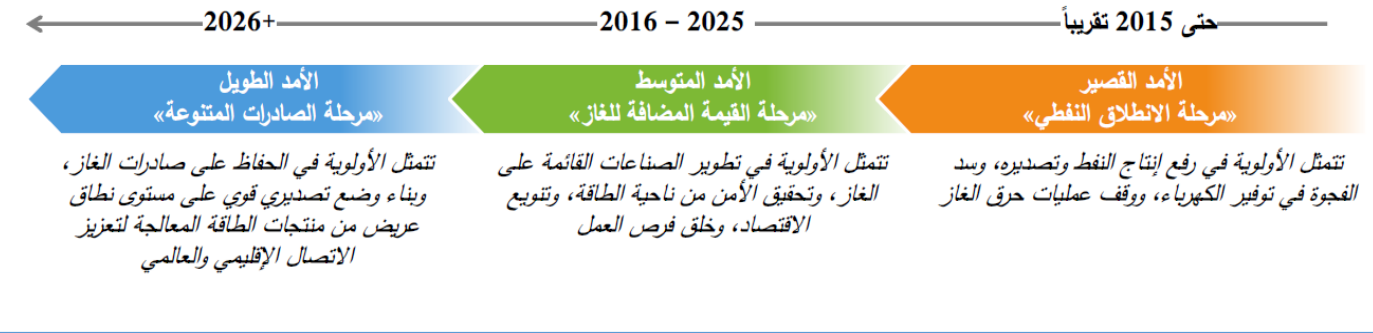 حتى 2015 تقريباً
2016 – 2025
2026+
الأمد القصير
«مرحلة الانطلاق النفطي»
تتمثل الأولوية في رفع إنتاج النفط وتصديره، وسد
الفجوة في توفير الكهرباء، ووقف عمليات حرق الغاز
الأمد المتوسط
«مرحلة القيمة المضافة للغاز»
تتمثل الأولوية في تطوير الصناعات القائمة على
الغاز، وتحقيق الأمن من ناحية الطاقة، وتنويع
الاقتصاد، وخلق فرص العمل
الأمد الطويل
«مرحلة الصادرات المتنوعة»
تتمثل الأولوية في الحفاظ على صادرات الغاز،
وبناء وضع تصديري قوي على مستوى نطاق
عريض من منتجات الطاقة المعالجة لتعزيز
الاتصال الإقليمي والعالمي